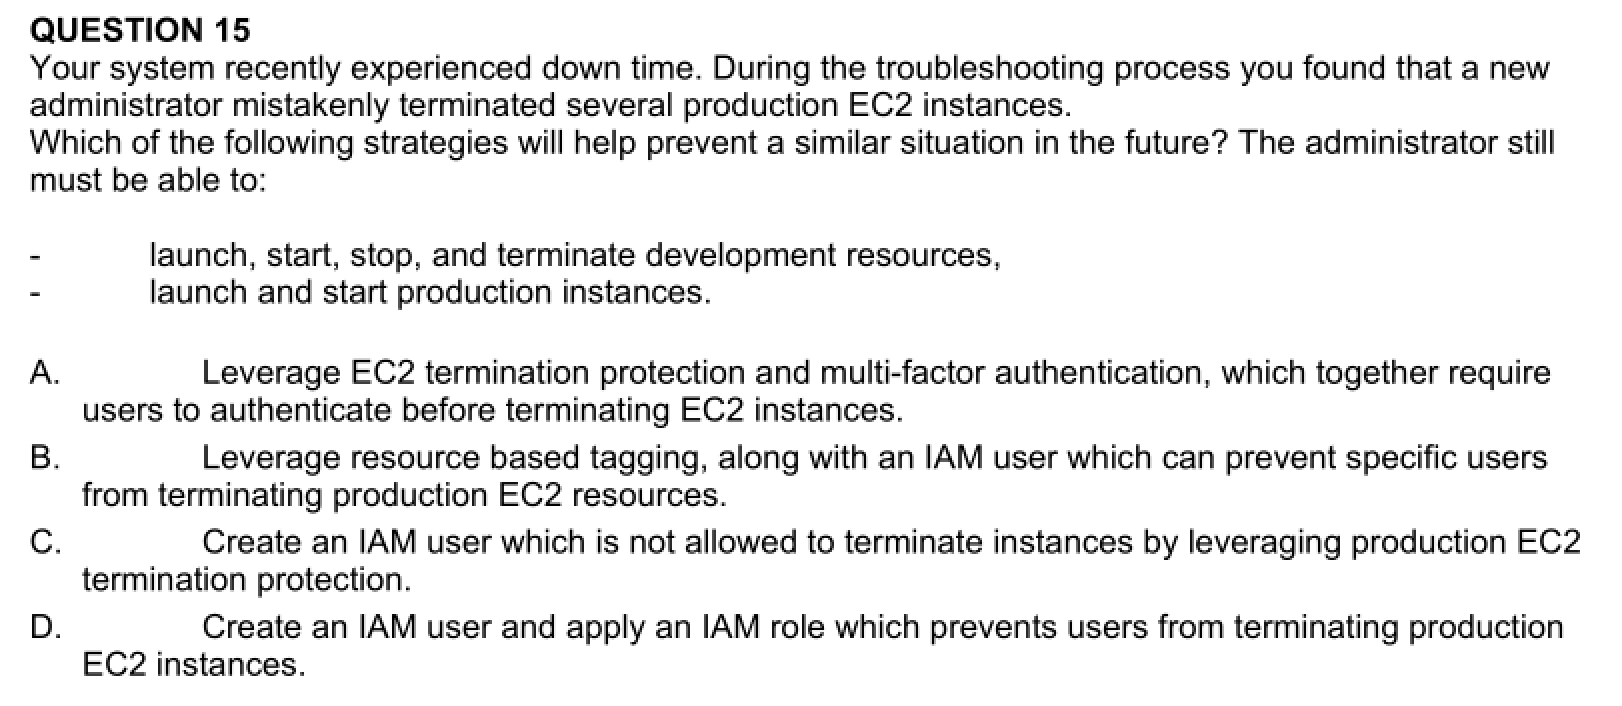 QUESTION 15
Your system recently experienced down time. During the troubleshooting process you found that a new
administrator mistakenly terminated several production EC2 instances.
Which of the following strategies will help prevent a similar situation in the future? The administrator still
must be able to:
- launch, start, stop, and terminate development resources,
- launch and start production instances.
A. Leverage EC2 termination protection and multi-factor authentication, which together require
users to authenticate before terminating EC2 instances.
B. Leverage resource based tagging, along with an IAM user which can prevent specific users
from terminating production EC2 resources.
C. Create an IAM user which is not allowed to terminate instances by leveraging production EC2
termination protection.
D. Create an IAM user and apply an IAM role which prevents users from terminating production
EC2 instances.